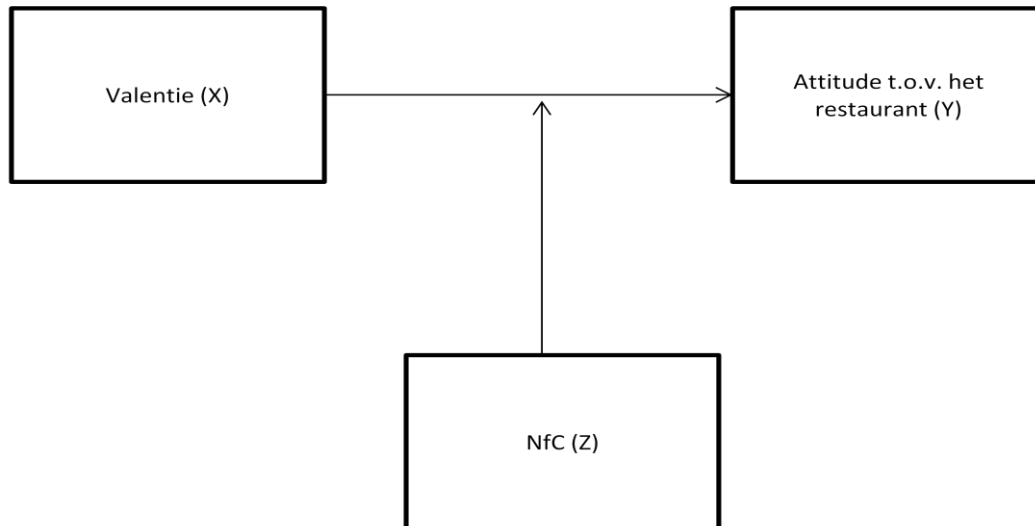 Valentie (X)
Attitude t.o.v. het
restaurant (Y)
NfC (Z)